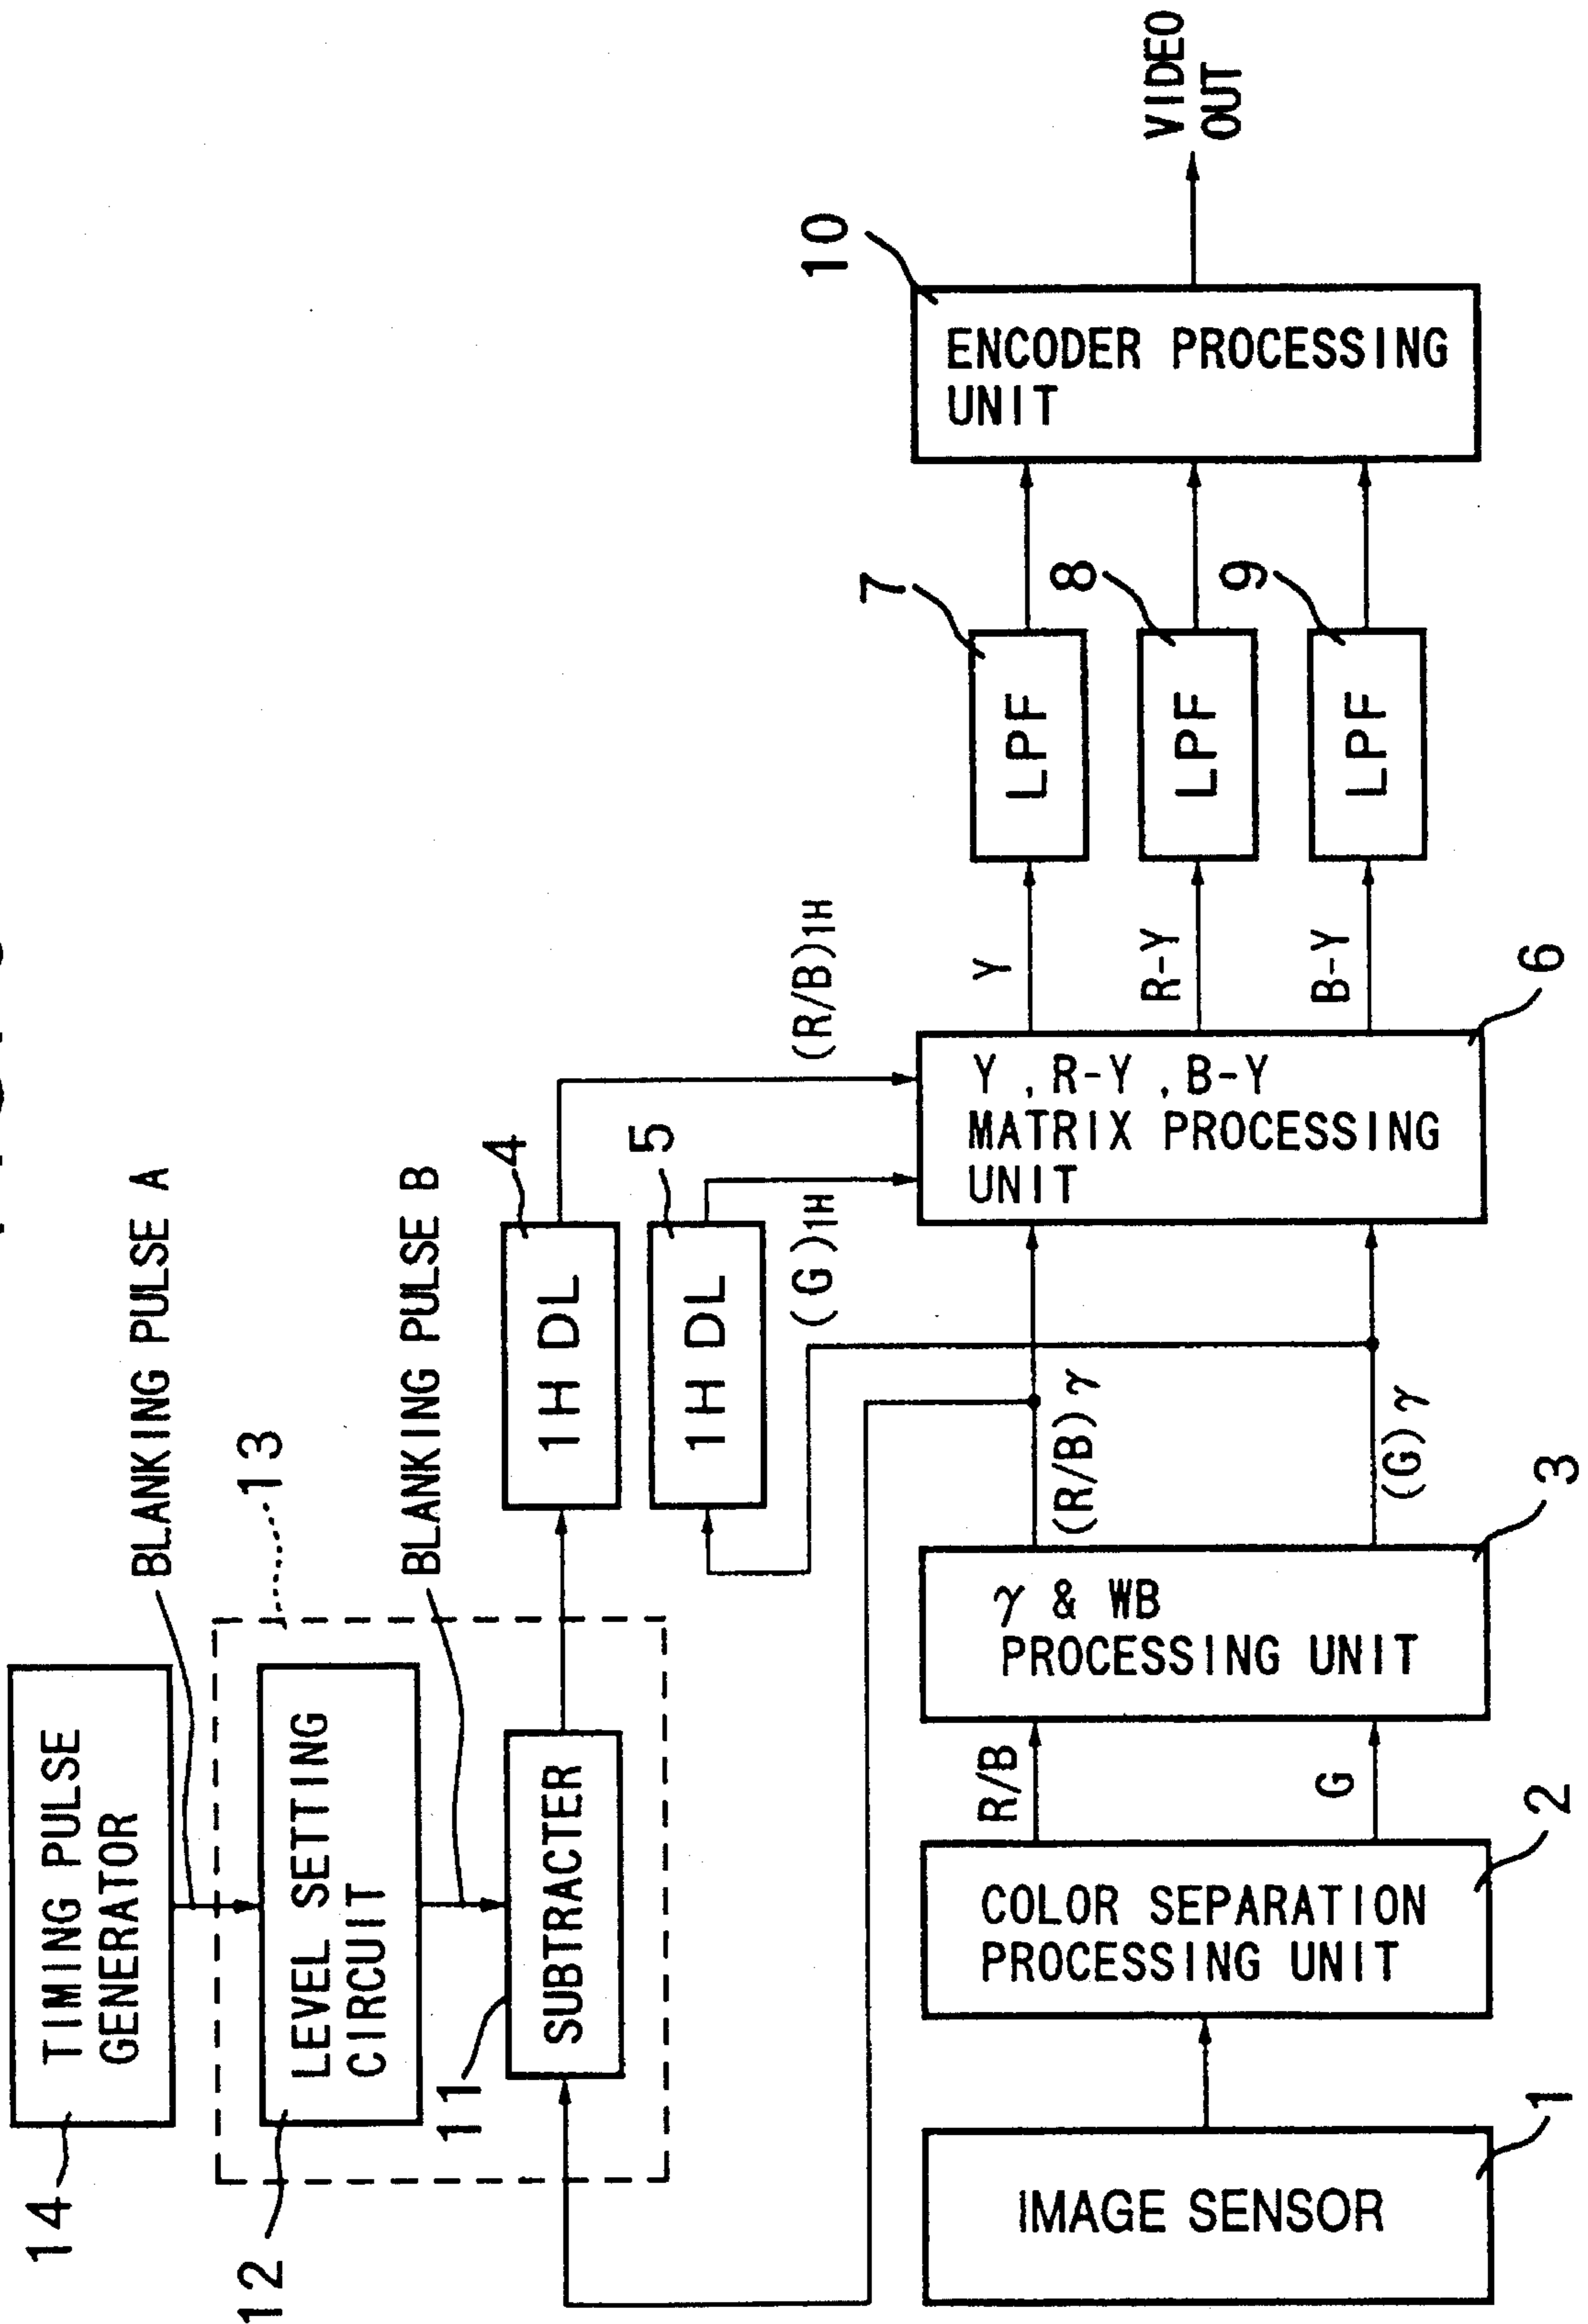 14
TIMING PULSE
GENERATOR
BLANKING PULSE A
13
12
LEVEL SETTING
CIRCUIT
BLANKING PULSE B
11
SUBTRACTER
4
1H DL
5
1H DL
(R/B)1H
(G)1H
IMAGE SENSOR
1
COLOR SEPARATION
PROCESSING UNIT
2
R/B
G
γ & WB
PROCESSING UNIT
3
(R/B)γ
(G)γ
Y ,R-Y ,B-Y
MATRIX PROCESSING
UNIT
6
Y
R-Y
B-Y
7
LPF
8
LPF
9
LPF
10
ENCODER PROCESSING
UNIT
VIDEO
OUT